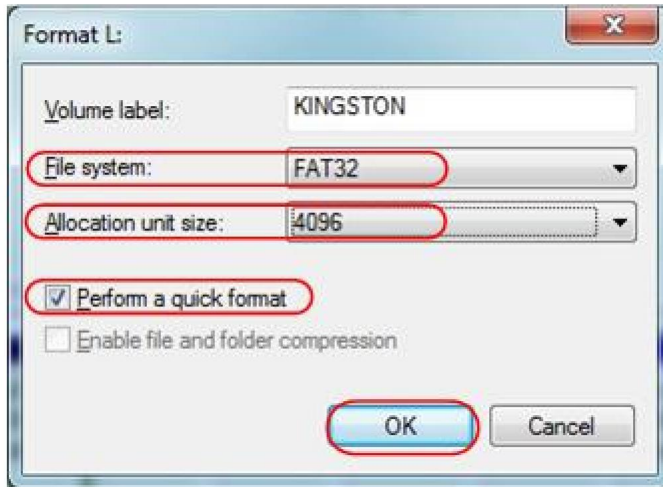 Format L:
Volume label: KINGSTON
File system: FAT32
Allocation unit size: 4096
Perform a quick format
Enable file and folder compression
OK Cancel